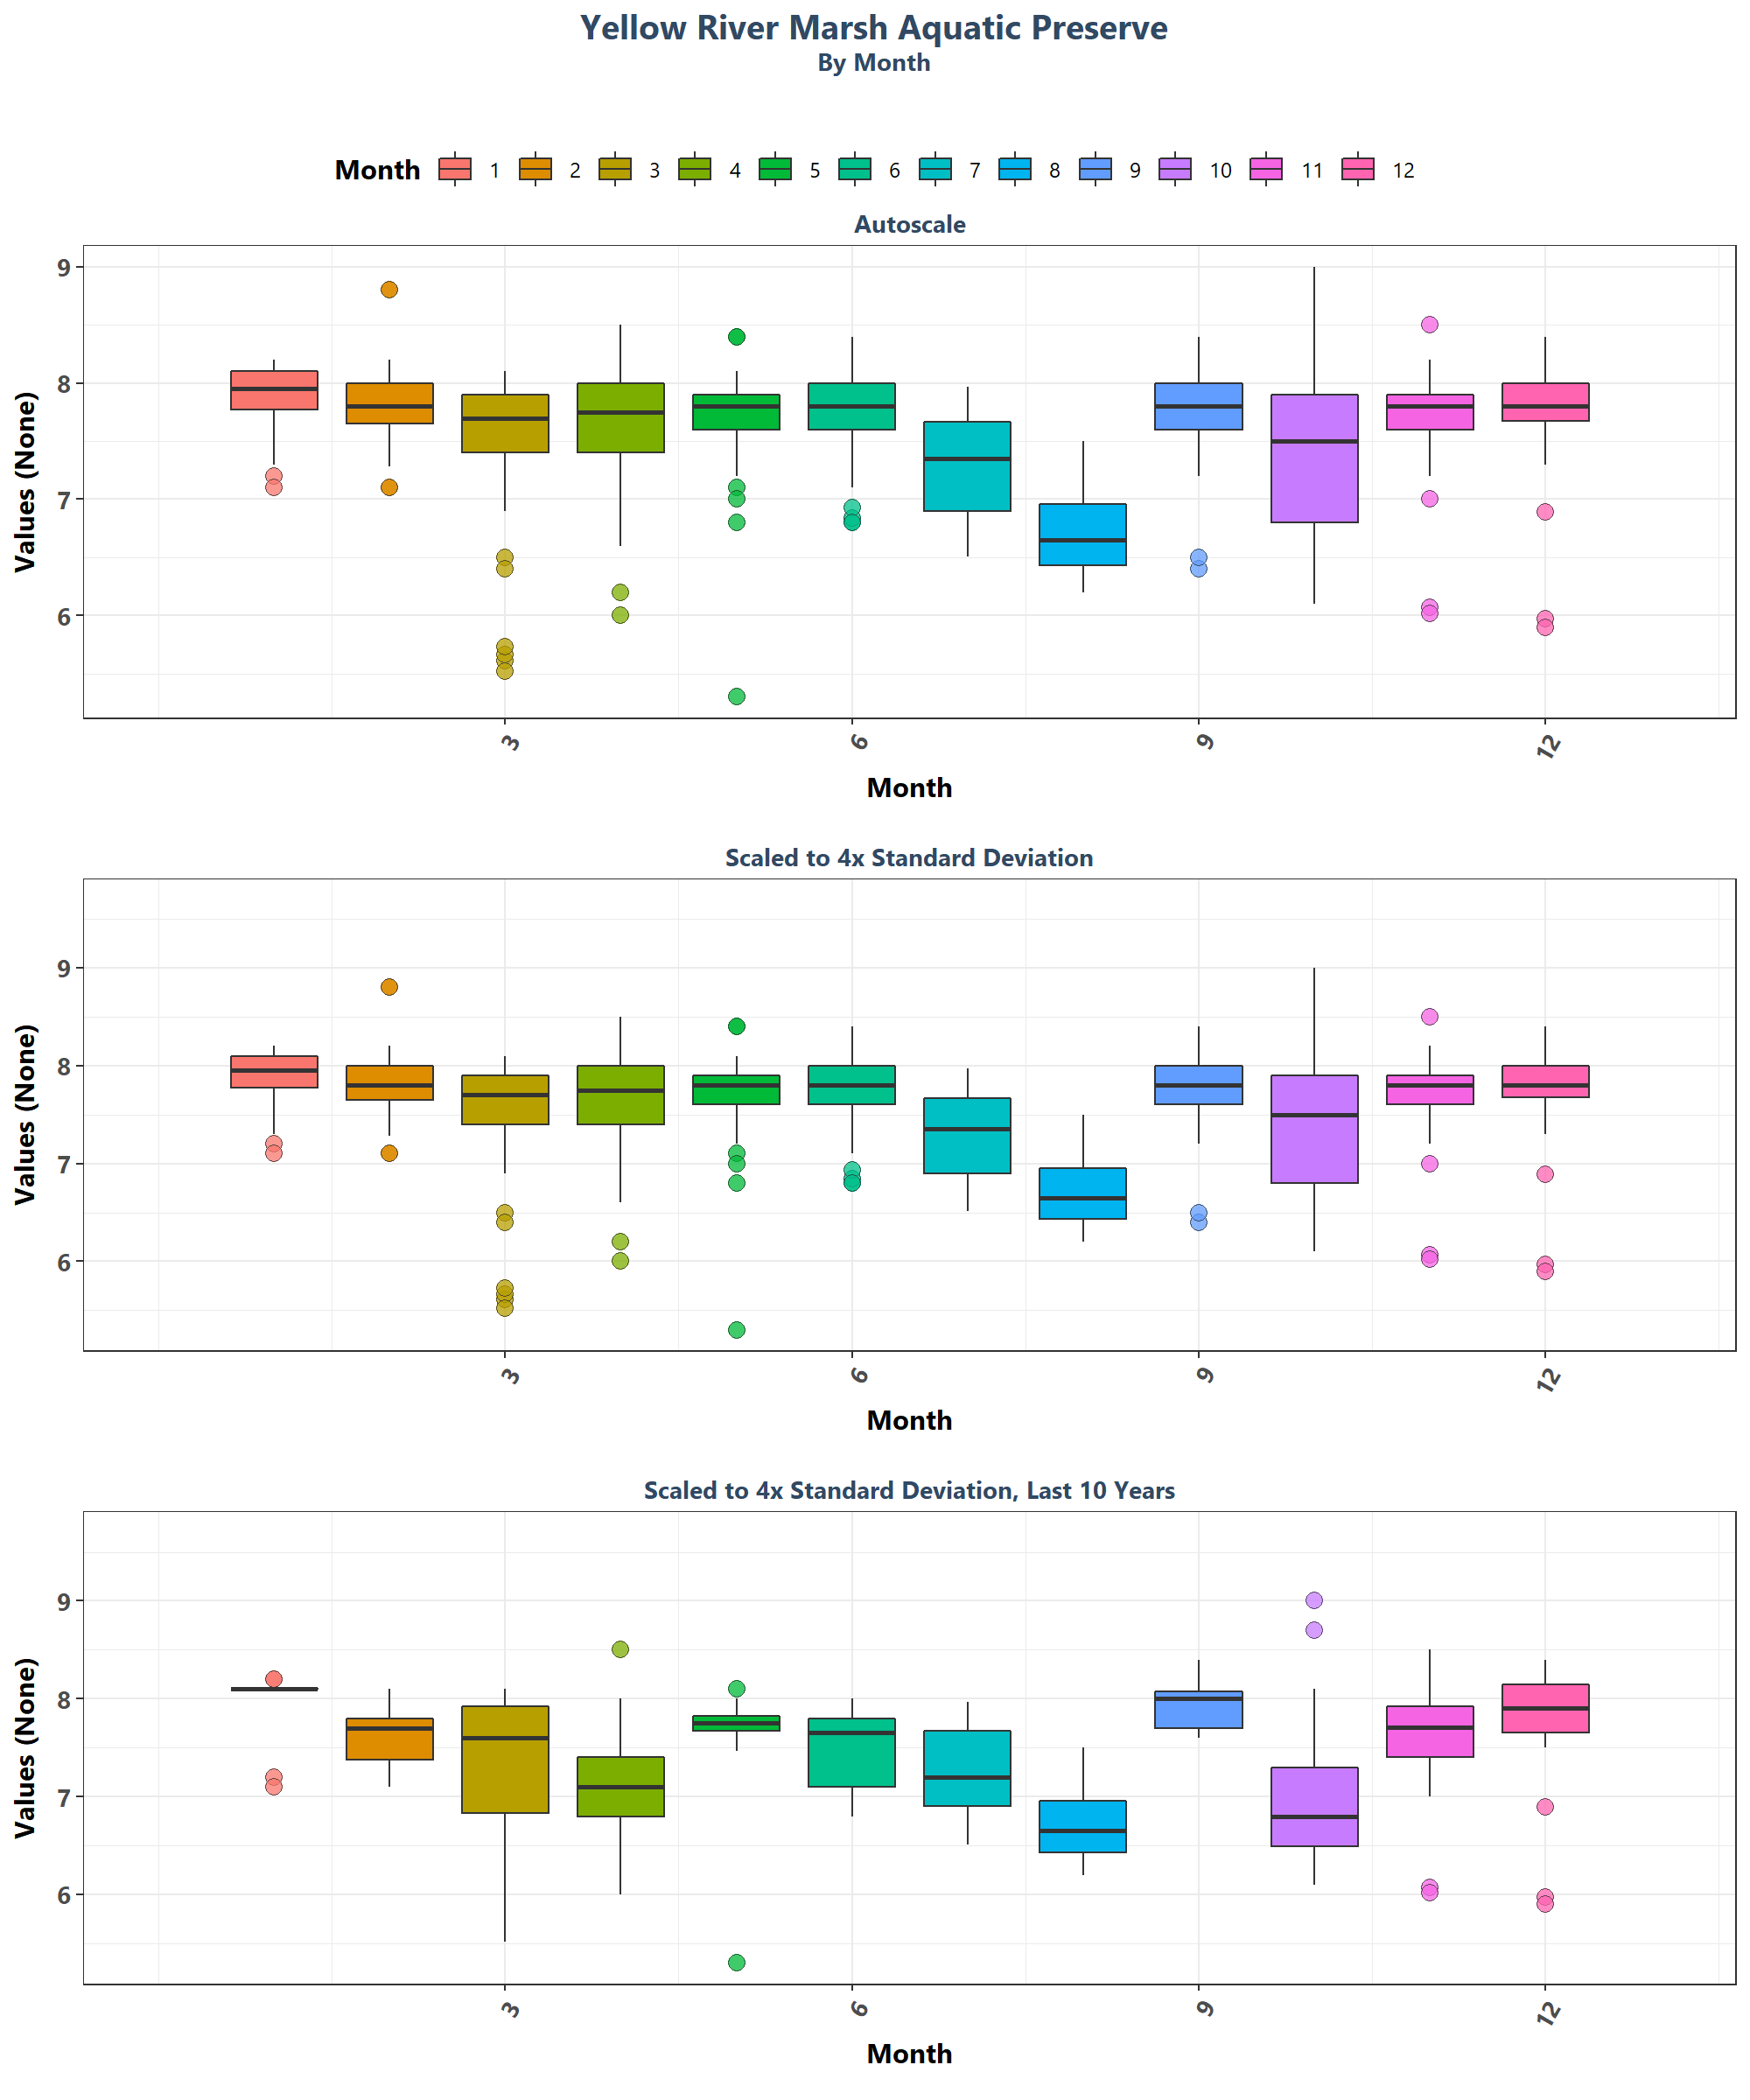 Yellow River Marsh Aquatic Preserve
By Month
Month 1 2 3 4 5 6 7 8 9 10 11 12
Autoscale
Values (None)
9
8
7
6
3 6 9 12
Month
Scaled to 4x Standard Deviation
Values (None)
9
8
7
6
3 6 9 12
Month
Scaled to 4x Standard Deviation, Last 10 Years
Values (None)
9
8
7
6
3 6 9 12
Month